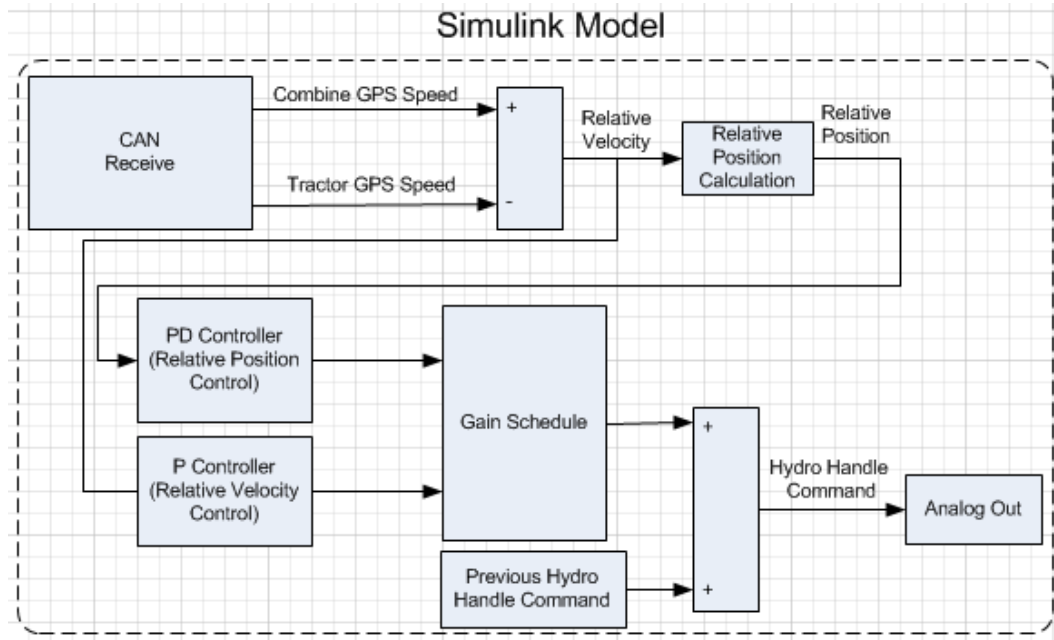 Simulink Model
CAN
Receive
Combine GPS Speed
Tractor GPS Speed
+
-
Relative
Velocity
Relative
Position
Calculation
Relative
Position
PD Controller
(Relative Position
Control)
P Controller
(Relative Velocity
Control)
Gain Schedule
Previous Hydro
Handle Command
+
+
Hydro Handle
Command
Analog Out